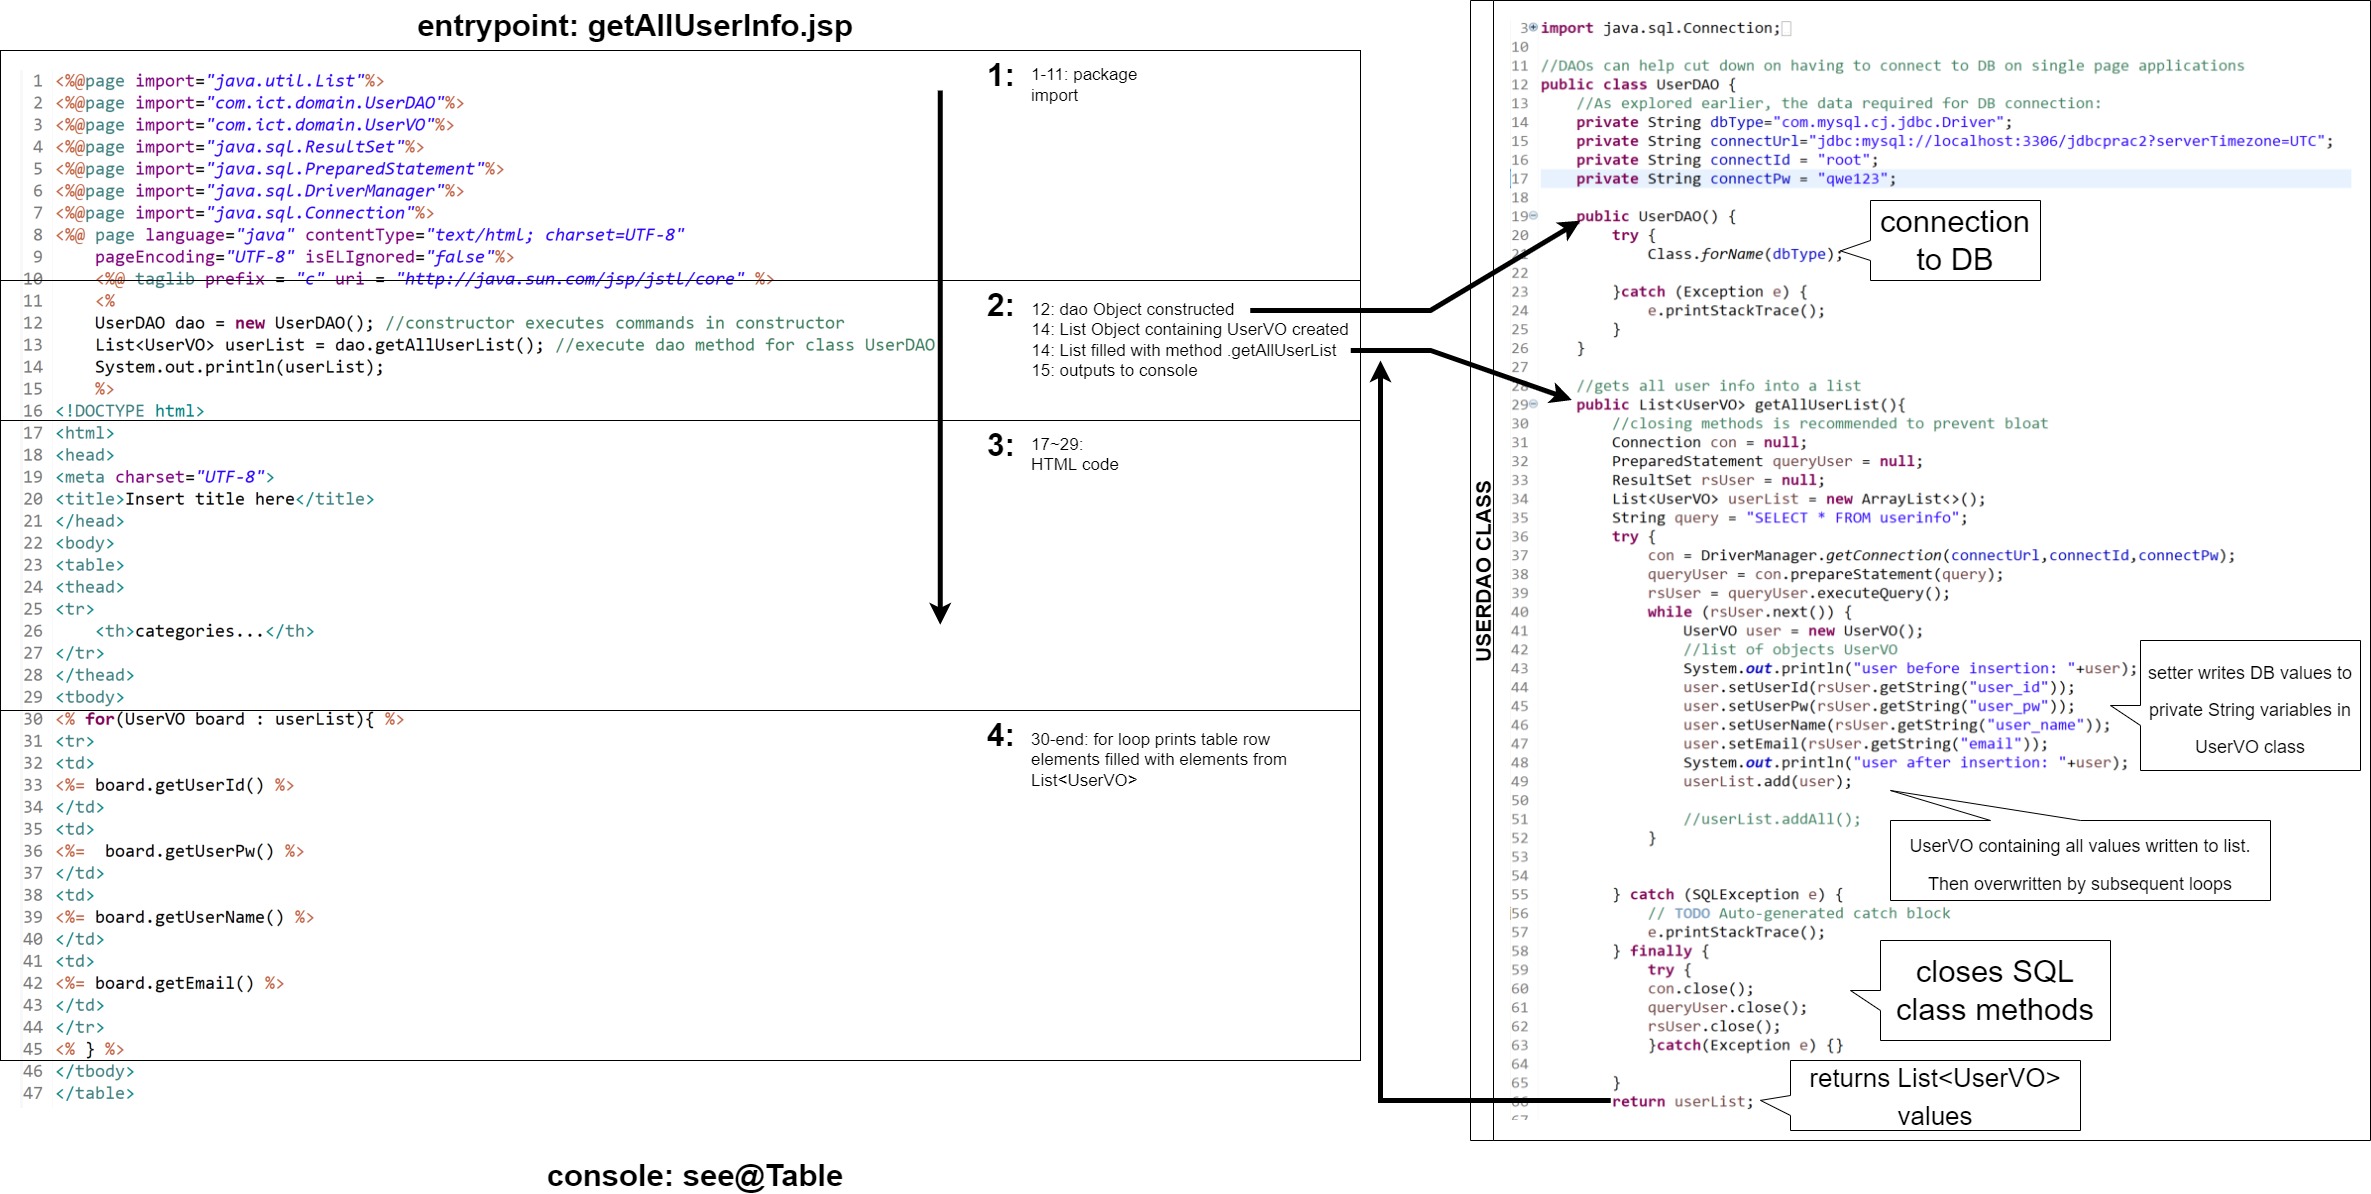 entrypoint: getAllUserInfo.jsp
1 <%@page import="java.util.List"%>
2 <%@page import="com.ict.domain.UserDAO"%>
3 <%@page import="com.ict.domain.UserVO"%>
4 <%@page import="java.sql.ResultSet"%>
5 <%@page import="java.sql.PreparedStatement"%>
6 <%@page import="java.sql.DriverManager"%>
7 <%@page import="java.sql.Connection"%>
8 <%@ page language="java" contentType="text/html; charset=UTF-8"
9     pageEncoding="UTF-8" isELIgnored="false"%>
10     <%@ taglib prefix = "c" uri = "http://java.sun.com/jsp/jstl/core" %>
11     <%
12     UserDAO dao = new UserDAO(); //constructor executes commands in constructor
13     List<UserVO> userList = dao.getAllUserList(); //execute dao method for class UserDAO
14     System.out.println(userList);
15     %>
16 <!DOCTYPE html>
17 <html>
18 <head>
19 <meta charset="UTF-8">
20 <title>Insert title here</title>
21 </head>
22 <body>
23 <table>
24 <thead>
25 <tr>
26     <th>categories...</th>
27 </tr>
28 </thead>
29 <tbody>
30 <% for(UserVO board : userList){ %>
31 <tr>
32 <td>
33 <%= board.getUserId() %>
34 </td>
35 <td>
36 <%=  board.getUserPw() %>
37 </td>
38 <td>
39 <%= board.getUserName() %>
40 </td>
41 <td>
42 <%= board.getEmail() %>
43 </td>
44 </tr>
45 <% } %>
46 </tbody>
47 </table>
1:
1-11: package
import
2:
12: dao Object constructed
14: List Object containing UserVO created
14: List filled with method .getAllUserList
15: outputs to console
3:
17~29:
HTML code
4:
30-end: for loop prints table row
elements filled with elements from
List<UserVO>
console: see@Table
USERDAO CLASS
3 import java.sql.Connection;
10
11 //DAOs can help cut down on having to connect to DB on single page applications
12 public class UserDAO {
13     //As explored earlier, the data required for DB connection:
14     private String dbType="com.mysql.cj.jdbc.Driver";
15     private String connectUrl="jdbc:mysql://localhost:3306/jdbcprac2?serverTimezone=UTC";
16     private String connectId = "root";
17     private String connectPw = "qwe123";
18
19     public UserDAO() {
20         try {
21             Class.forName(dbType);
22
23         }catch (Exception e) {
24             e.printStackTrace();
25         }
26     }
27
28     //gets all user info into a list
29     public List<UserVO> getAllUserList(){
30         //closing methods is recommended to prevent bloat
31         Connection con = null;
32         PreparedStatement queryUser = null;
33         ResultSet rsUser = null;
34         List<UserVO> userList = new ArrayList<>();
35         String query = "SELECT * FROM userinfo";
36         try {
37             con = DriverManager.getConnection(connectUrl,connectId,connectPw);
38             queryUser = con.prepareStatement(query);
39             rsUser = queryUser.executeQuery();
40             while (rsUser.next()) {
41                 UserVO user = new UserVO();
42                 //list of objects UserVO
43                 System.out.println("user before insertion: "+user);
44                 user.setUserId(rsUser.getString("user_id"));
45                 user.setUserPw(rsUser.getString("user_pw"));
46                 user.setUserName(rsUser.getString("user_name"));
47                 user.setEmail(rsUser.getString("email"));
48                 System.out.println("user after insertion: "+user);
49                 userList.add(user);
50
51                 //userList.addAll();
52             }
53
54
55         } catch (SQLException e) {
56             // TODO Auto-generated catch block
57             e.printStackTrace();
58         } finally {
59             try {
60             con.close();
61             queryUser.close();
62             rsUser.close();
63             }catch(Exception e) {}
64
65         }
66         return userList;
67
connection
to DB
setter writes DB values to
private String variables in
UserVO class
UserVO containing all values written to list.
Then overwritten by subsequent loops
closes SQL
class methods
returns List<UserVO>
values